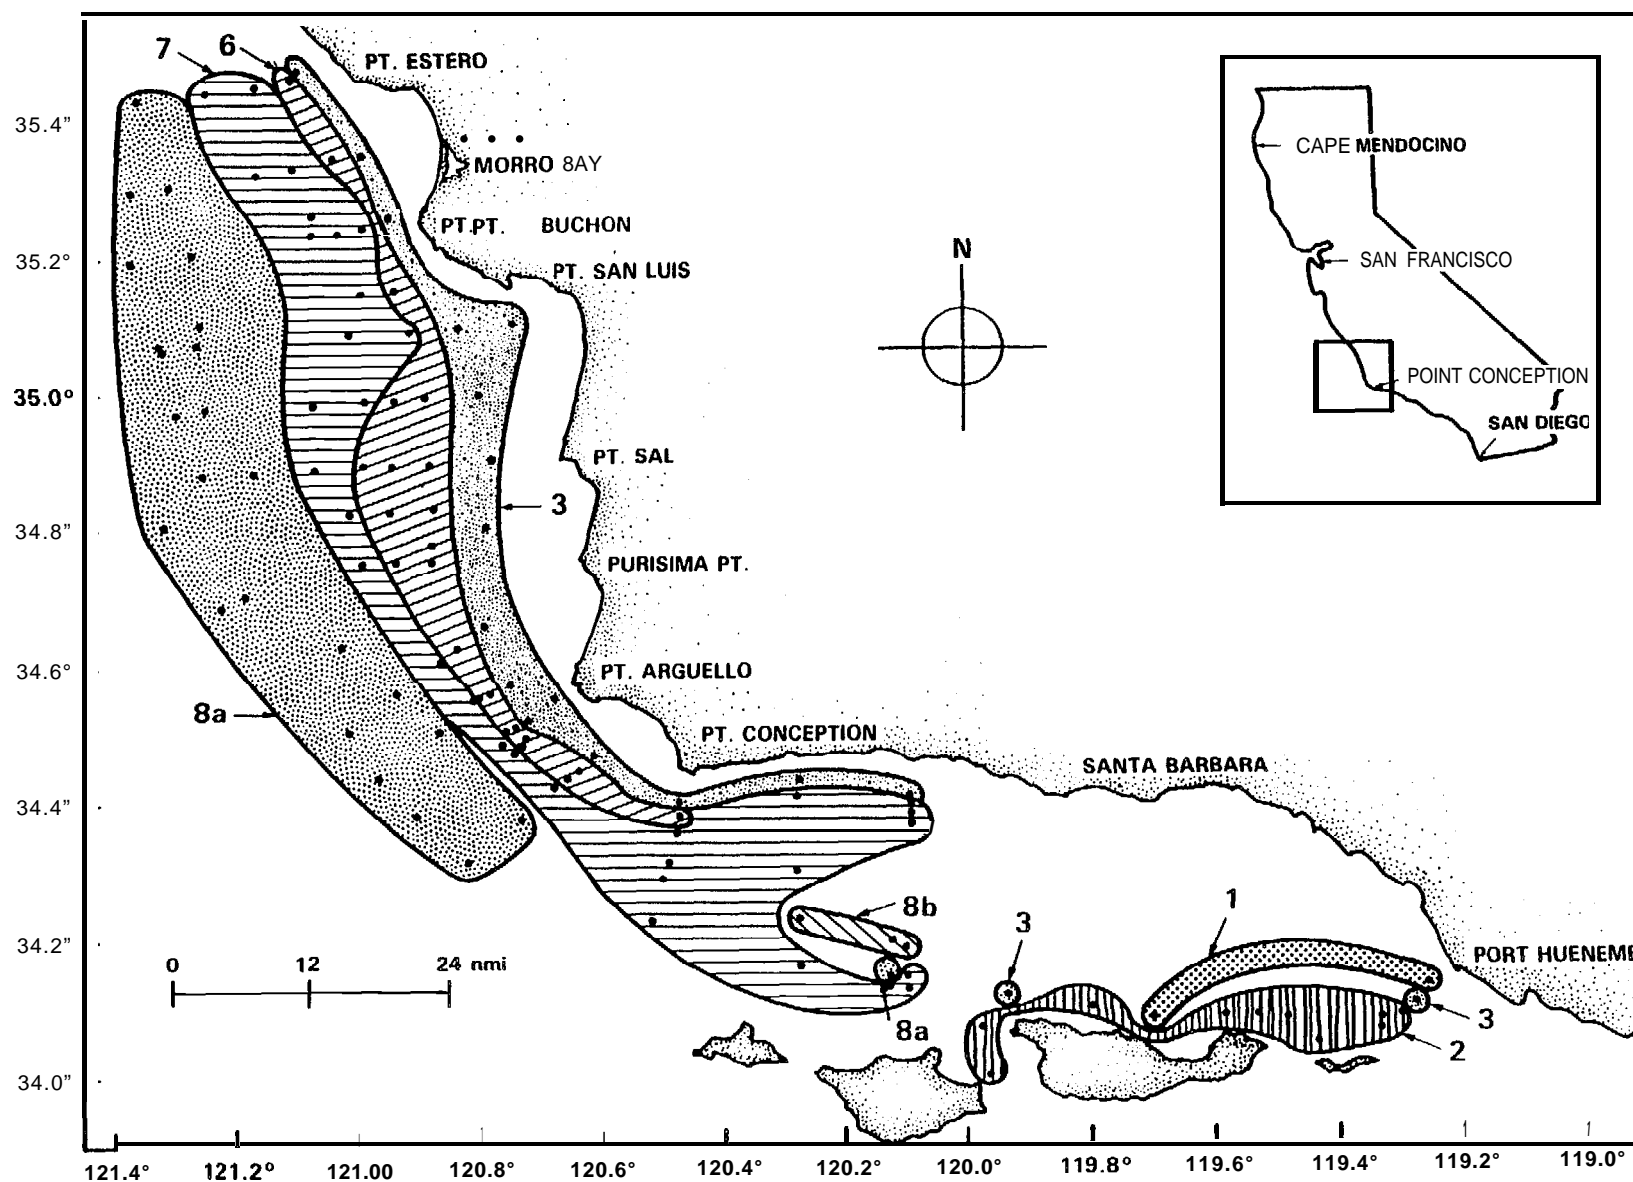 7
6
PT. ESTERO
35.4"
MORRO 8AY
CAPE MENDOCINO
PT.PT. BUCHON
35.2°
PT. SAN LUIS
N
SAN FRANCISCO
POINT CONCEPTION
35.0°
SAN DIEGO
PT. SAL
3
34.8"
PURISIMA PT.
34.6°
PT. ARGUELLO
8a
PT. CONCEPTION
SANTA BARBARA
34.4"
8b
1
3
34.2"
PORT HUENEME
0 12 24 nmi
8a
3
2
34.0"
121.4° 121.2° 121.00 120.8° 120.6° 120.4° 120.2° 120.0° 119.8° 119.6° 119.4° 119.2° 119.0°